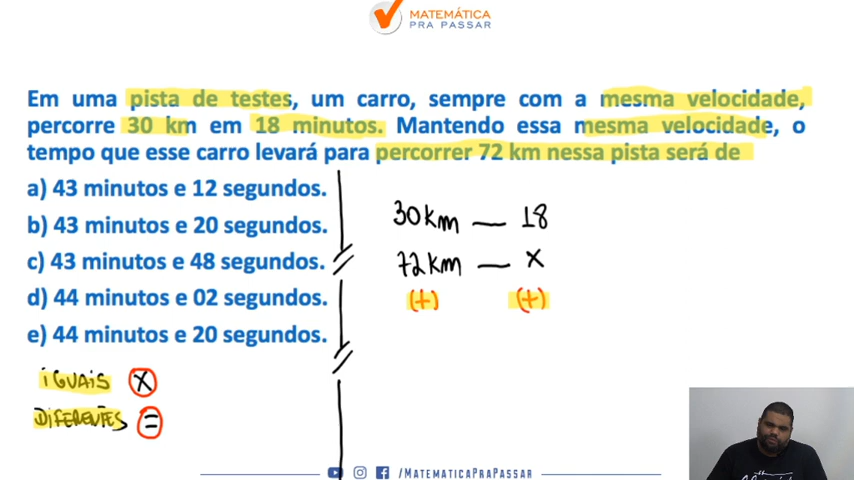 MATEMÁTICA
PRA PASSAR
Em uma pista de testes, um carro, sempre com a mesma velocidade,
percorre 30 km em 18 minutos. Mantendo essa mesma velocidade, o
tempo que esse carro levará para percorrer 72 km nessa pista será de
a) 43 minutos e 12 segundos.
b) 43 minutos e 20 segundos.
c) 43 minutos e 48 segundos.
d) 44 minutos e 02 segundos.
e) 44 minutos e 20 segundos.
30km — 18
72km — x
(+) (+)
iGUAiS X
DiFERENTES =
/MATEMATICAPRAPASSAR